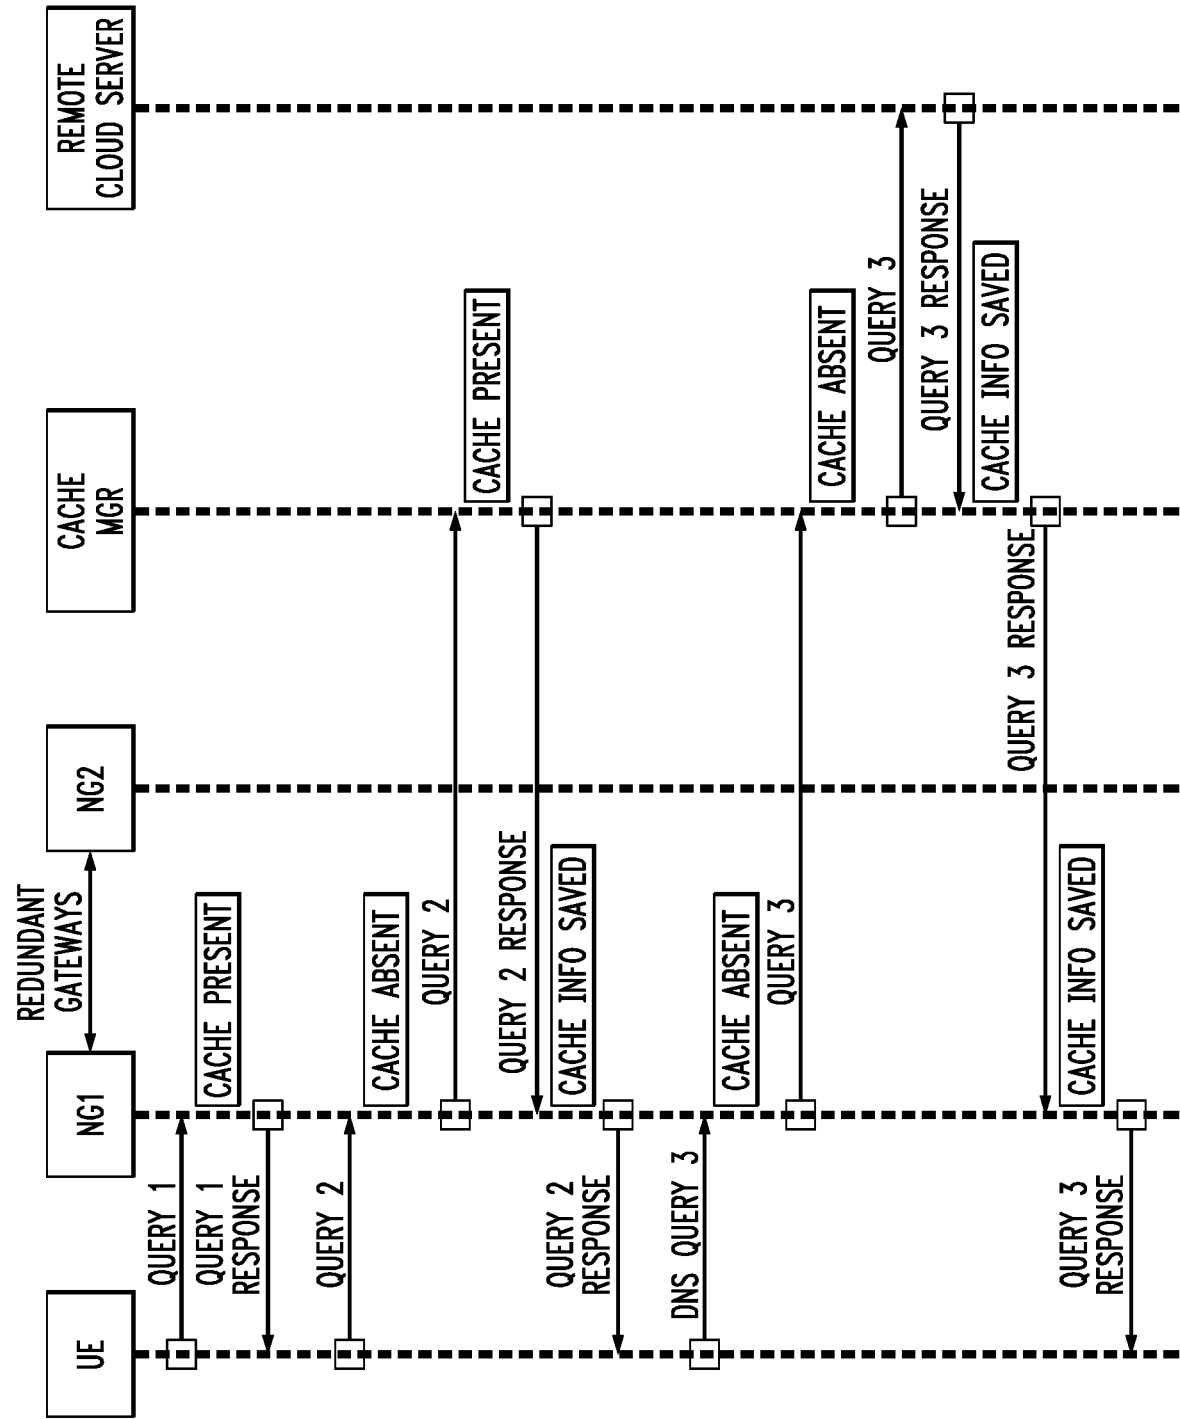 REDUNDANT
GATEWAYS
UE
NG1
NG2
CACHE
MGR
REMOTE
CLOUD SERVER
QUERY 1
CACHE PRESENT
QUERY 1
RESPONSE
QUERY 2
CACHE ABSENT
QUERY 2
CACHE PRESENT
QUERY 2 RESPONSE
CACHE INFO SAVED
QUERY 2
RESPONSE
DNS QUERY 3
CACHE ABSENT
QUERY 3
CACHE ABSENT
QUERY 3
QUERY 3 RESPONSE
CACHE INFO SAVED
QUERY 3 RESPONSE
CACHE INFO SAVED
QUERY 3
RESPONSE